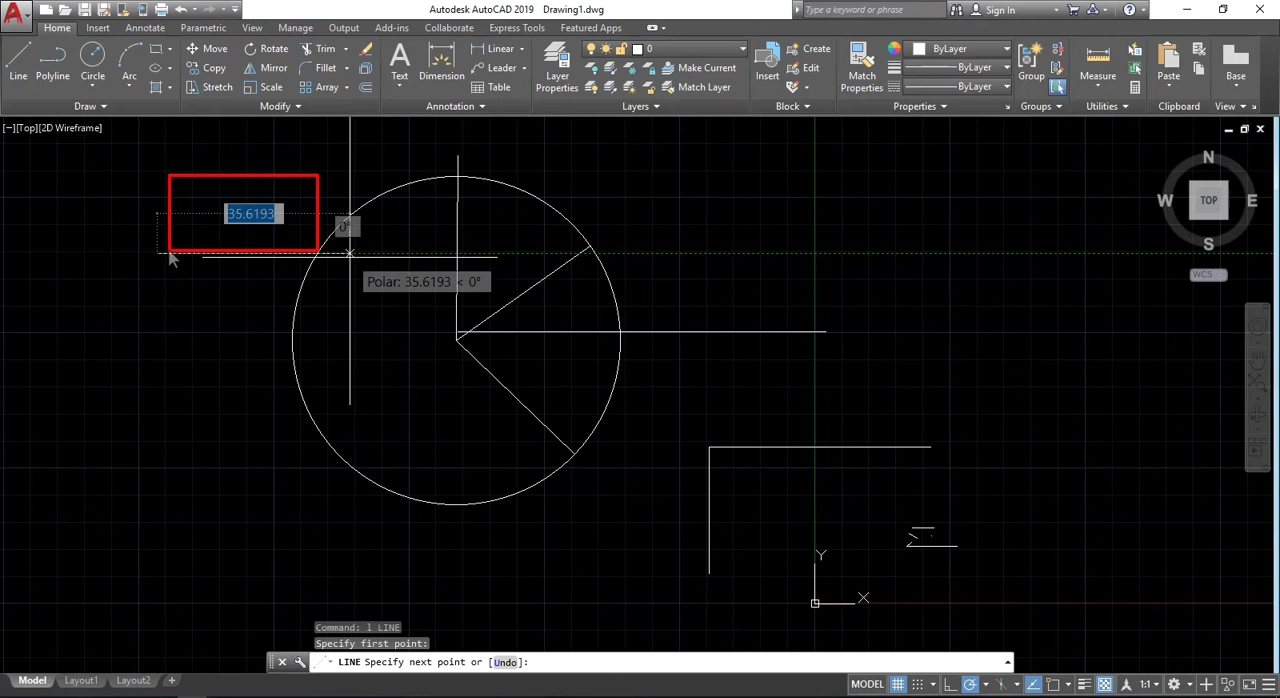 Autodesk AutoCAD 2019 Drawing1.dwg
Type a keyword or phrase
Sign In
Home Insert Annotate Parametric View Manage Output Add-ins Collaborate Express Tools Featured Apps
Line Polyline Circle Arc
Move Rotate Trim
Copy Mirror Fillet
Stretch Scale Array
Text Dimension
Linear
Leader
Table
Layer Properties
0
Make Current
Match Layer
Insert
Create
Edit
Match Properties
ByLayer
ByLayer
ByLayer
Group
Measure
Paste
Base
Draw Modify Annotation Layers Block Properties Groups Utilities Clipboard View
[−][Top][2D Wireframe]
N
W TOP E
S
WCS
35.6193
0°
Polar: 35.6193 < 0°
Y
X
Command: l LINE
Specify first point:
LINE Specify next point or [Undo]:
Model Layout1 Layout2 +
MODEL
1:1